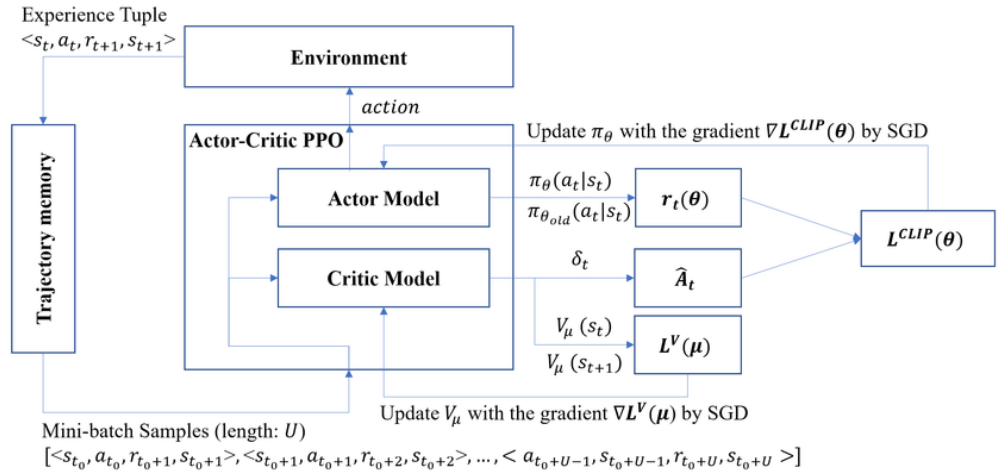 Experience Tuple
<s_t, a_t, r_{t+1}, s_{t+1}>
Environment
action
Actor-Critic PPO
Update π_θ with the gradient ∇L^{CLIP}(θ) by SGD
Trajectory memory
Actor Model
π_θ(a_t|s_t)
π_{θ_{old}}(a_t|s_t)
r_t(θ)
L^{CLIP}(θ)
Critic Model
δ_t
Â_t
V_μ (s_t)
V_μ (s_{t+1})
L^V(μ)
Update V_μ with the gradient ∇L^V(μ) by SGD
Mini-batch Samples (length: U)
[<s_{t_0}, a_{t_0}, r_{t_0+1}, s_{t_0+1}>, <s_{t_0+1}, a_{t_0+1}, r_{t_0+2}, s_{t_0+2}>, ..., < a_{t_0+U-1}, s_{t_0+U-1}, r_{t_0+U}, s_{t_0+U} >]